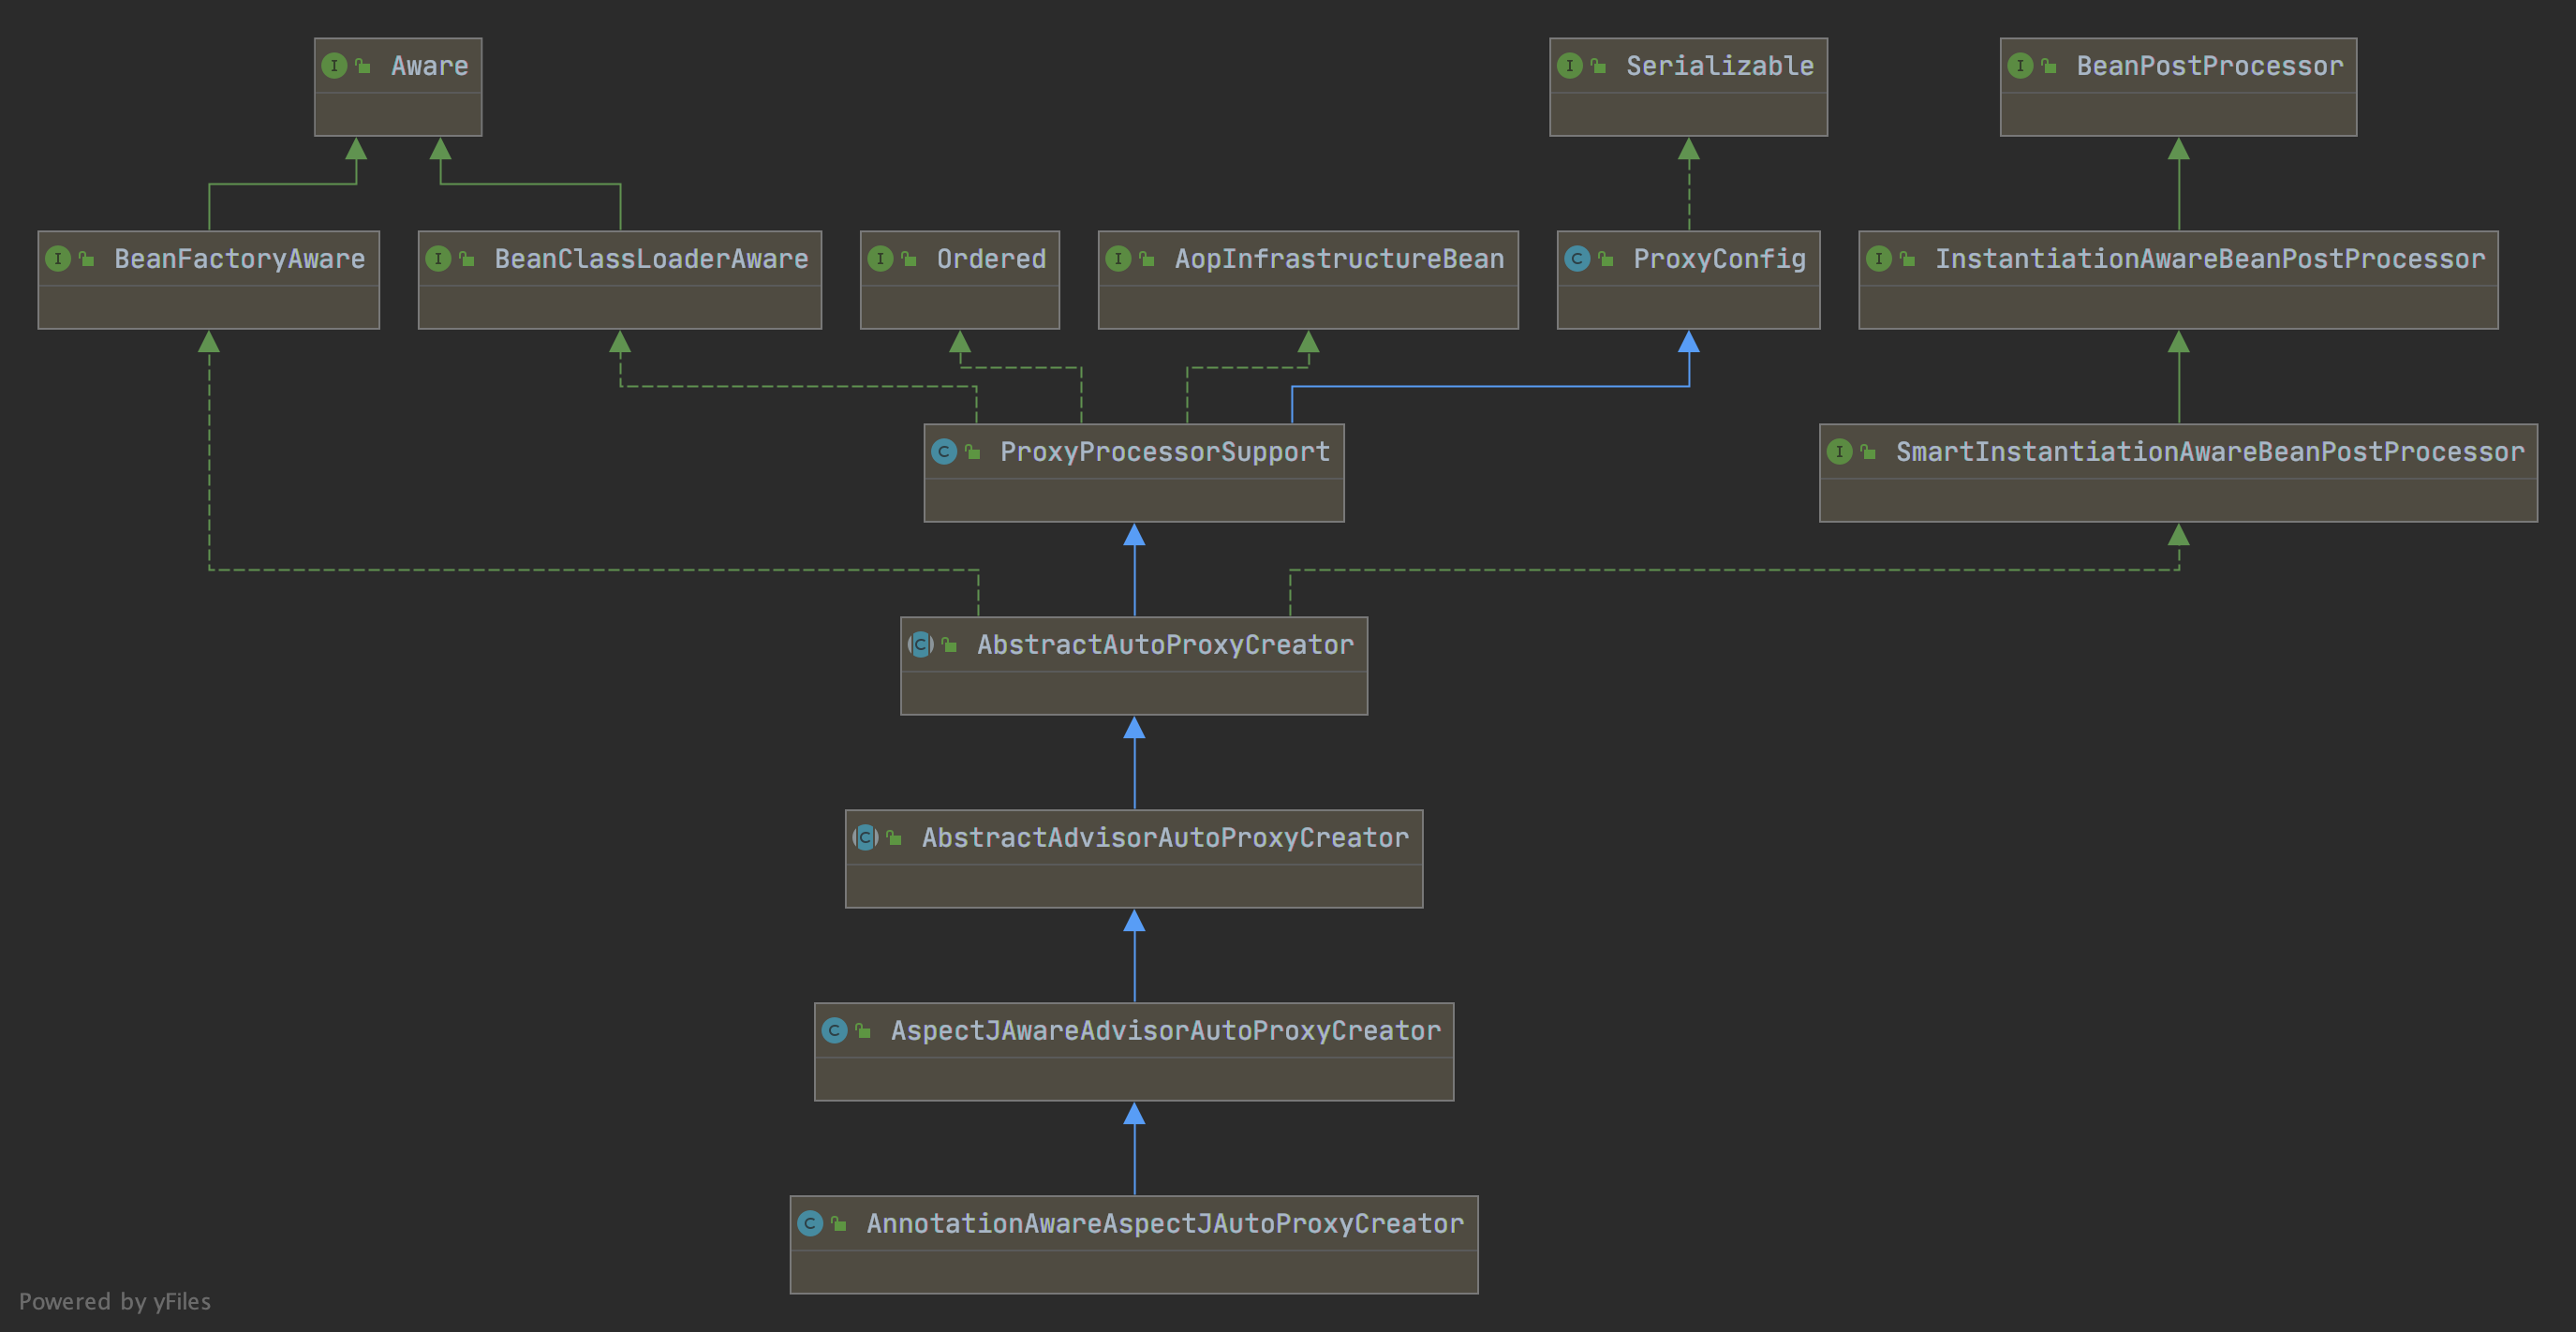 Aware
Serializable
BeanPostProcessor
BeanFactoryAware
BeanClassLoaderAware
Ordered
AopInfrastructureBean
ProxyConfig
InstantiationAwareBeanPostProcessor
ProxyProcessorSupport
SmartInstantiationAwareBeanPostProcessor
AbstractAutoProxyCreator
AbstractAdvisorAutoProxyCreator
AspectJAwareAdvisorAutoProxyCreator
AnnotationAwareAspectJAutoProxyCreator
Powered by yFiles